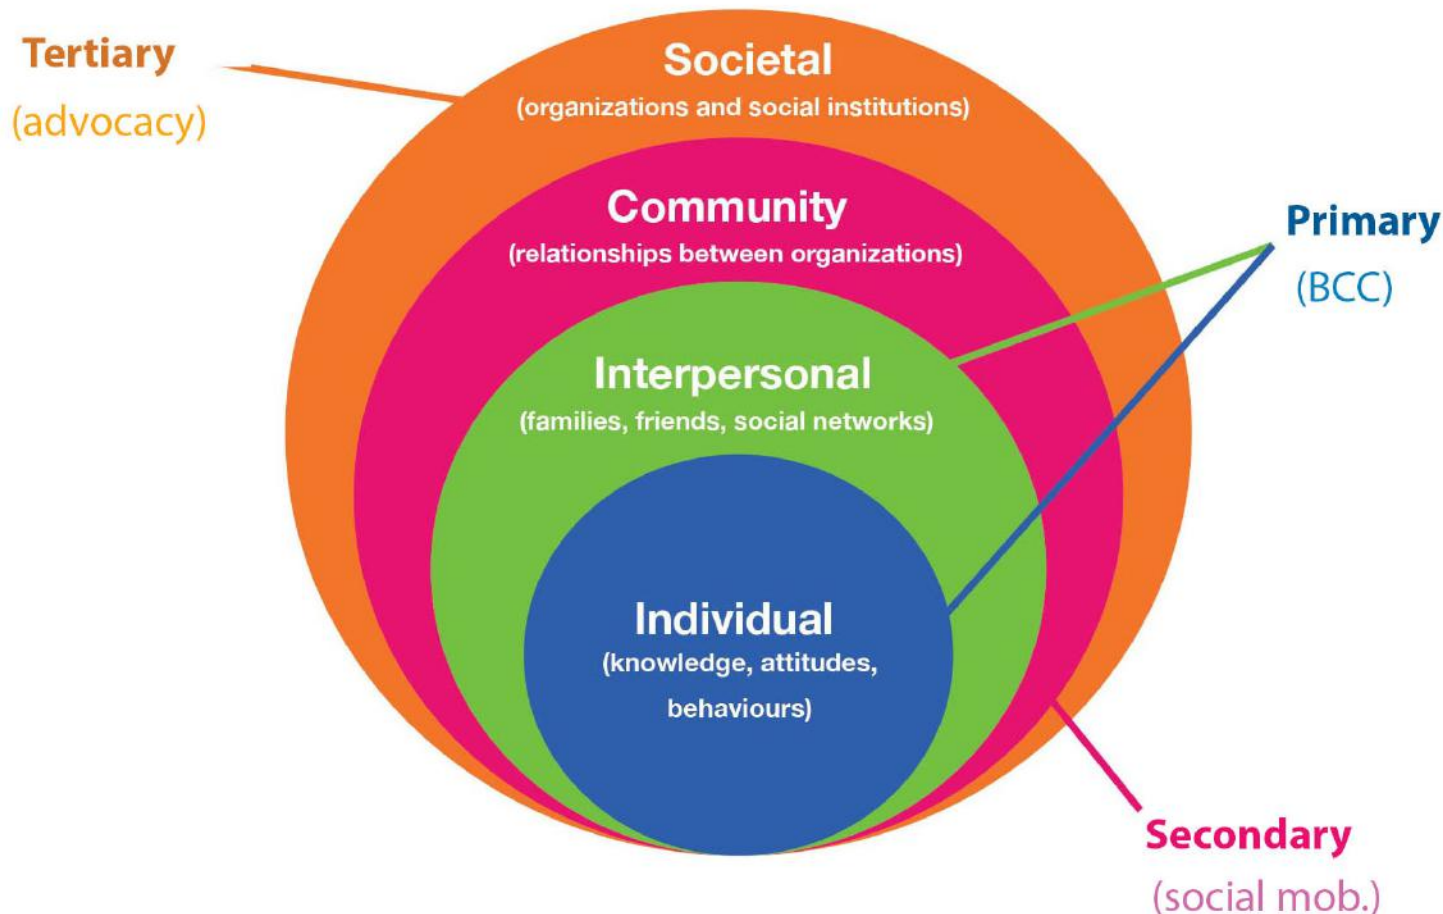 Tertiary
(advocacy)
Societal
(organizations and social institutions)
Community
(relationships between organizations)
Primary
(BCC)
Interpersonal
(families, friends, social networks)
Individual
(knowledge, attitudes,
behaviours)
Secondary
(social mob.)